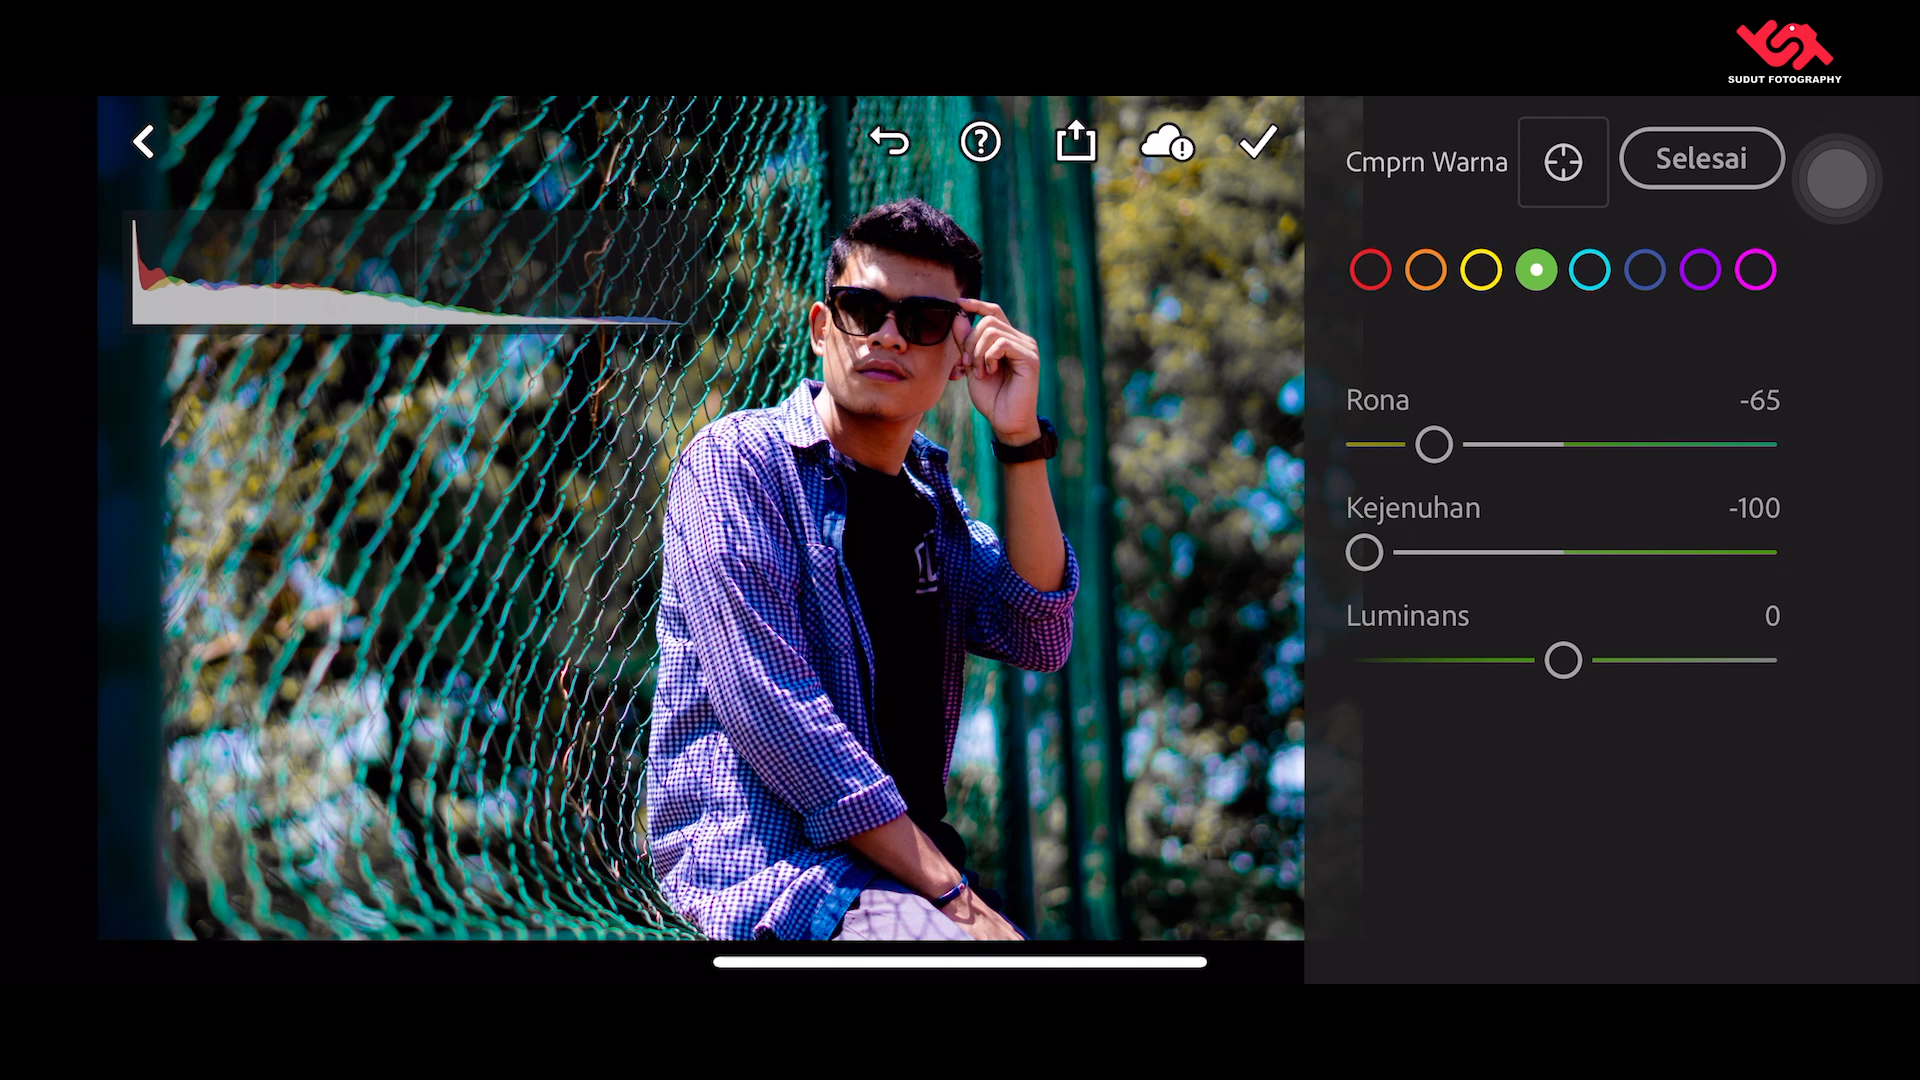 SUDUT FOTOGRAPHY
Cmprn Warna
Selesai
Rona -65
Kejenuhan -100
Luminans 0